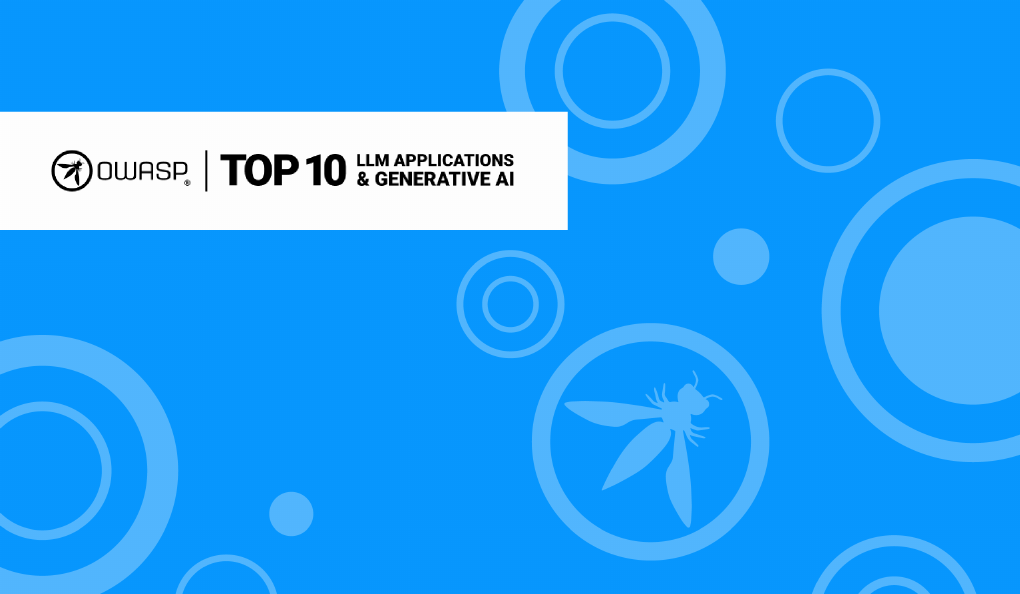 OWASP®
TOP 10
LLM APPLICATIONS
& GENERATIVE AI